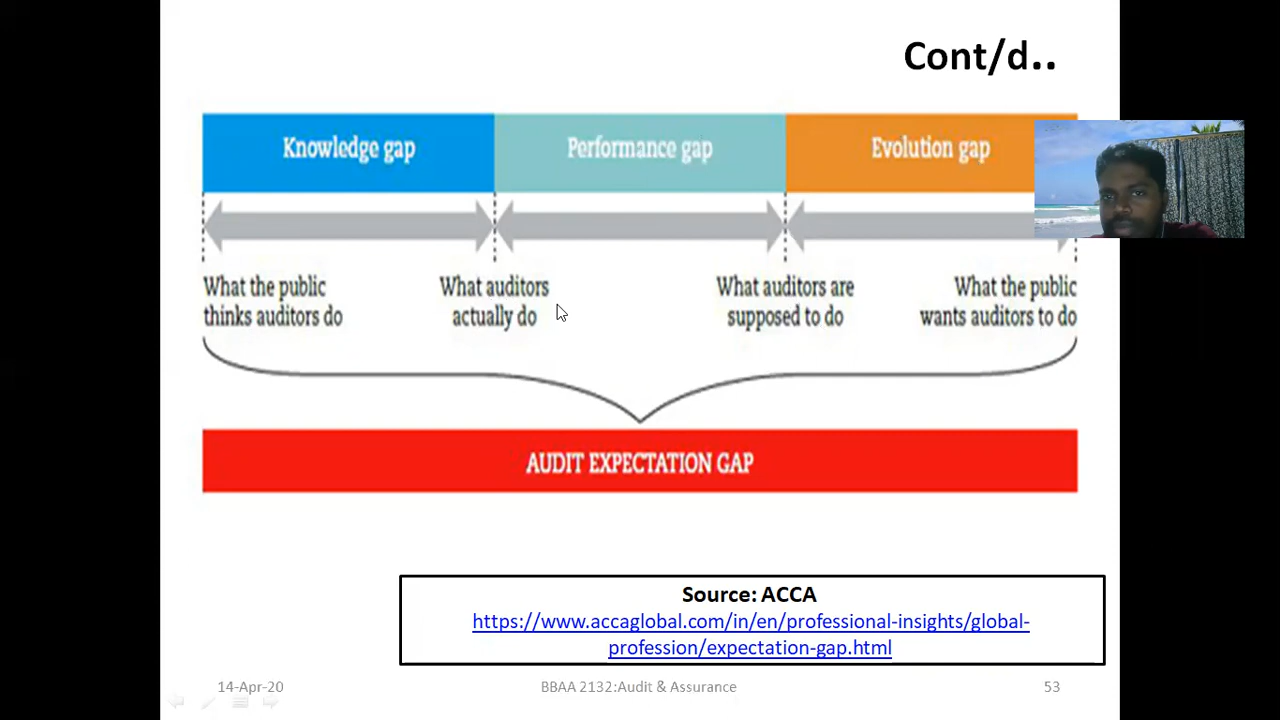 Cont/d..
Knowledge gap
Performance gap
Evolution gap
What the public
thinks auditors do
What auditors
actually do
What auditors are
supposed to do
What the public
wants auditors to do
AUDIT EXPECTATION GAP
Source: ACCA
https://www.accaglobal.com/in/en/professional-insights/global-
profession/expectation-gap.html
14-Apr-20
BBAA 2132:Audit & Assurance
53